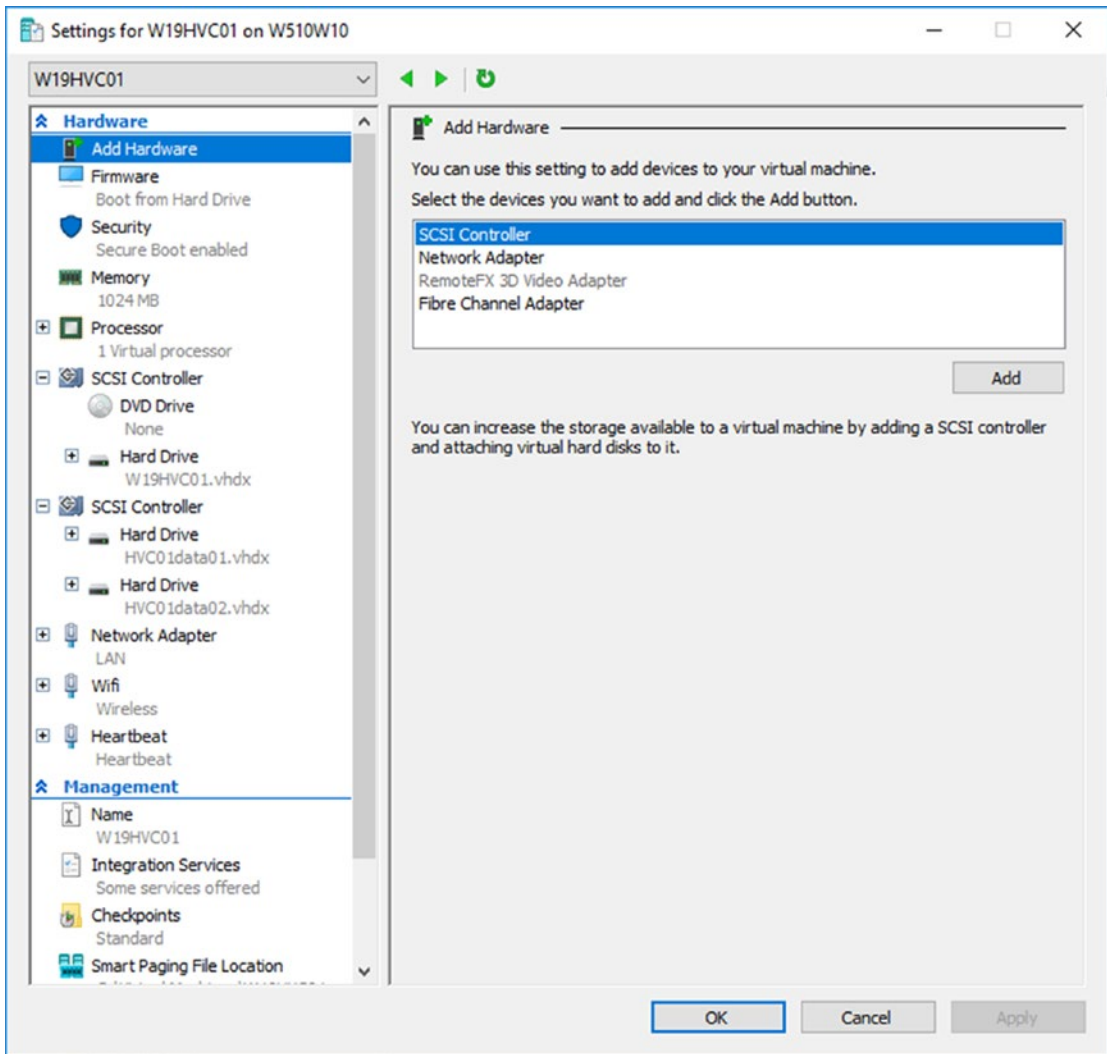 Settings for W19HVC01 on W510W10
W19HVC01
Hardware
Add Hardware
Firmware
Boot from Hard Drive
Security
Secure Boot enabled
Memory
1024 MB
Processor
1 Virtual processor
SCSI Controller
DVD Drive
None
Hard Drive
W19HVC01.vhdx
SCSI Controller
Hard Drive
HVC01data01.vhdx
Hard Drive
HVC01data02.vhdx
Network Adapter
LAN
Wifi
Wireless
Heartbeat
Heartbeat
Management
Name
W19HVC01
Integration Services
Some services offered
Checkpoints
Standard
Smart Paging File Location
Add Hardware
You can use this setting to add devices to your virtual machine.
Select the devices you want to add and click the Add button.
SCSI Controller
Network Adapter
RemoteFX 3D Video Adapter
Fibre Channel Adapter
Add
You can increase the storage available to a virtual machine by adding a SCSI controller
and attaching virtual hard disks to it.
OK
Cancel
Apply